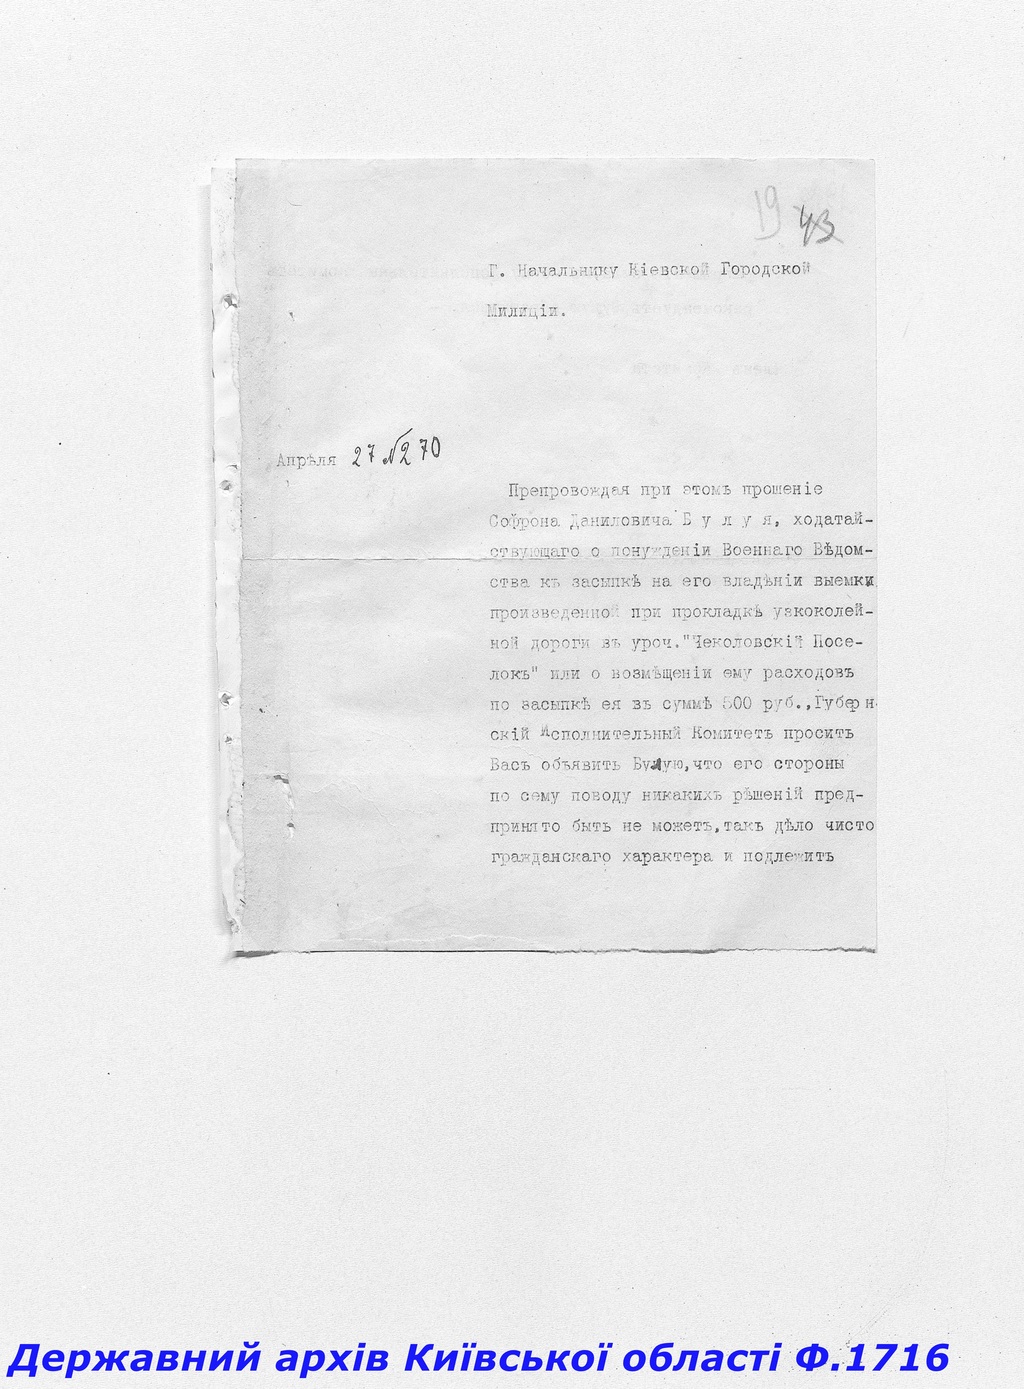 19 43
Г. Начальнику Кіевской Городской
Милиціи.
Апрѣля 27 № 270
Препровождая при этомъ прошеніе
Софрона Даниловича Б у л у я, ходатай-
ствующаго о понужденіи Военнаго Вѣдом-
ства къ засыпкѣ на его владѣніи выемки
произведенной при прокладкѣ узкоколей-
ной дороги въ уроч."Чеколовскій Посе-
локъ" или о возмѣщеніи ему расходовъ
по засыпкѣ ея въ суммѣ 500 руб.,Губерн
скій Исполнительный Комитетъ проситъ
Васъ объявить Булую,что его стороны
по сему поводу никакихъ рѣшеній пред-
принято быть не можетъ,такъ дѣло чисто
гражданскаго характера и подлежитъ
Державний архів Київської області Ф.1716